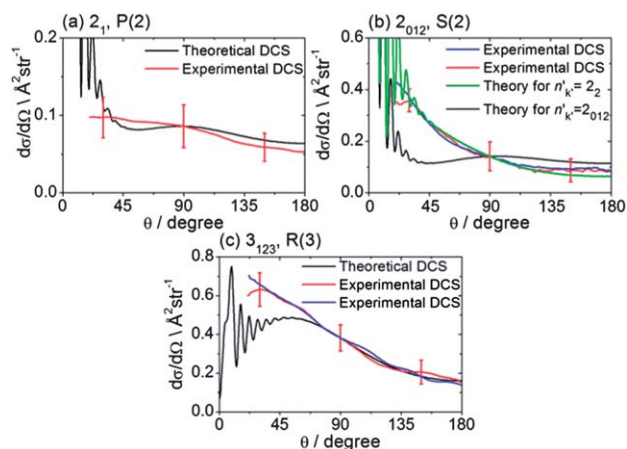 (a) 2₁, P(2)
Theoretical DCS
Experimental DCS
dσ/dΩ \ Å²str⁻¹
0.2
0.1
0.0
0 45 90 135 180
θ / degree
(b) 2₀₁₂, S(2)
Experimental DCS
Experimental DCS
Theory for n'ₖ'= 2₂
Theory for n'ₖ'=2₀₁₂
dσ/dΩ \ Å²str⁻¹
0.6
0.4
0.2
0.0
0 45 90 135 180
θ / degree
(c) 3₁₂₃, R(3)
Theoretical DCS
Experimental DCS
Experimental DCS
dσ/dΩ \ Å²str⁻¹
0.8
0.6
0.4
0.2
0.0
0 45 90 135 180
θ / degree